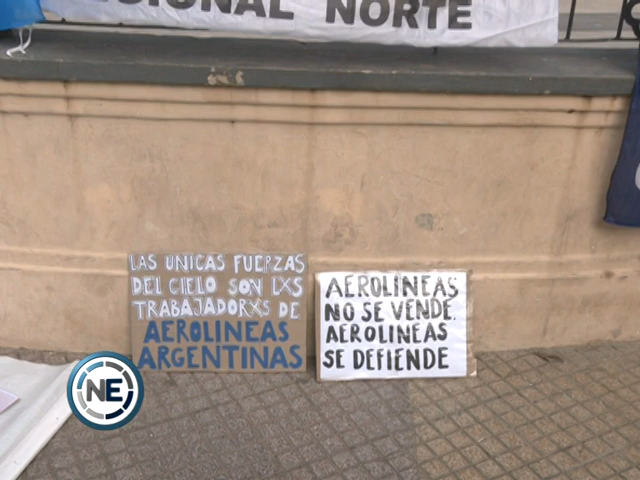 NORTE
LAS UNICAS FUERZAS
DEL CIELO SON LXS
TRABAJADORXS DE
AEROLINEAS
ARGENTINAS
AEROLINEAS
NO SE VENDE.
AEROLINEAS
SE DEFIENDE
NE